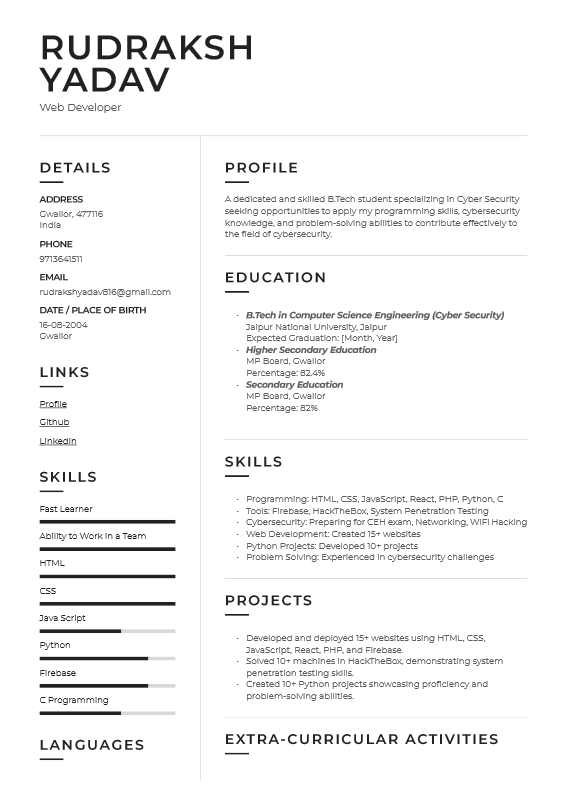 RUDRAKSH
YADAV
Web Developer
DETAILS
ADDRESS
Gwalior, 477116
India
PHONE
9713641511
EMAIL
rudrakshyadav816@gmail.com
DATE / PLACE OF BIRTH
16-08-2004
Gwalior
LINKS
Profile
Github
Linkedin
SKILLS
Fast Learner
Ability to Work in a Team
HTML
CSS
Java Script
Python
Firebase
C Programming
LANGUAGES
PROFILE
A dedicated and skilled B.Tech student specializing in Cyber Security
seeking opportunities to apply my programming skills, cybersecurity
knowledge, and problem-solving abilities to contribute effectively to
the field of cybersecurity.
EDUCATION
· B.Tech in Computer Science Engineering (Cyber Security)
Jaipur National University, Jaipur
Expected Graduation: [Month, Year]
· Higher Secondary Education
MP Board, Gwalior
Percentage: 82.4%
· Secondary Education
MP Board, Gwalior
Percentage: 82%
SKILLS
· Programming: HTML, CSS, JavaScript, React, PHP, Python, C
· Tools: Firebase, HackTheBox, System Penetration Testing
· Cybersecurity: Preparing for CEH exam, Networking, WiFi Hacking
· Web Development: Created 15+ websites
· Python Projects: Developed 10+ projects
· Problem Solving: Experienced in cybersecurity challenges
PROJECTS
· Developed and deployed 15+ websites using HTML, CSS,
JavaScript, React, PHP, and Firebase.
· Solved 10+ machines in HackTheBox, demonstrating system
penetration testing skills.
· Created 10+ Python projects showcasing proficiency and
problem-solving abilities.
EXTRA-CURRICULAR ACTIVITIES